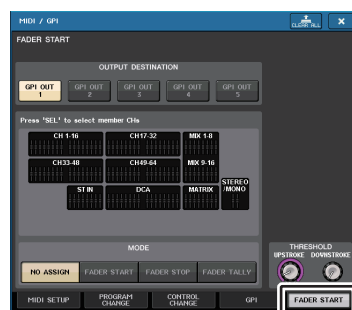 MIDI / GPI
CLEAR ALL
FADER START
OUTPUT DESTINATION
GPI OUT 1
GPI OUT 2
GPI OUT 3
GPI OUT 4
GPI OUT 5
Press 'SEL' to select member CHs
CH 1-16
CH17-32
MIX 1-8
CH33-48
CH49-64
MIX 9-16
STEREO /MONO
ST IN
DCA
MATRIX
MODE
NO ASSIGN
FADER START
FADER STOP
FADER TALLY
THRESHOLD
UPSTROKE
DOWNSTROKE
MIDI SETUP
PROGRAM CHANGE
CONTROL CHANGE
GPI
FADER START